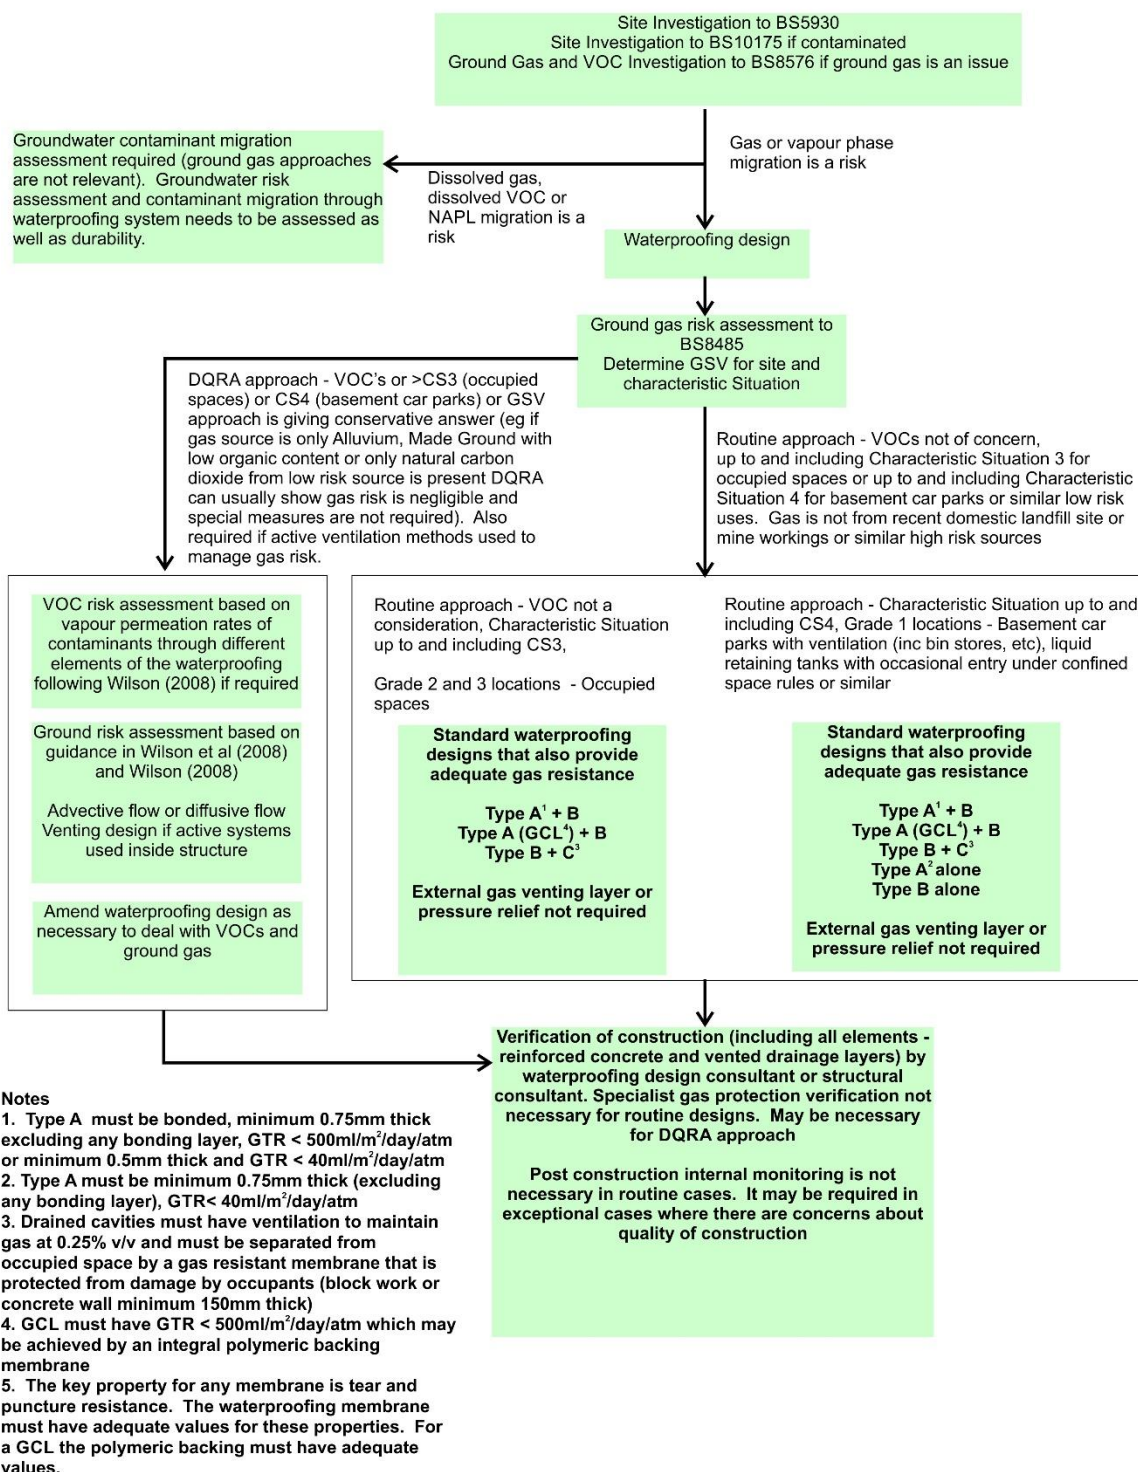 Site Investigation to BS5930
Site Investigation to BS10175 if contaminated
Ground Gas and VOC Investigation to BS8576 if ground gas is an issue
Groundwater contaminant migration
assessment required (ground gas approaches
are not relevant).  Groundwater risk
assessment and contaminant migration through
waterproofing system needs to be assessed as
well as durability.
Dissolved gas,
dissolved VOC or
NAPL migration is a
risk
Gas or vapour phase
migration is a risk
Waterproofing design
Ground gas risk assessment to
BS8485
Determine GSV for site and
characteristic Situation
DQRA approach - VOC's or >CS3 (occupied
spaces) or CS4 (basement car parks) or GSV
approach is giving conservative answer (eg if
gas source is only Alluvium, Made Ground with
low organic content or only natural carbon
dioxide from low risk source is present DQRA
can usually show gas risk is negligible and
special measures are not required).  Also
required if active ventilation methods used to
manage gas risk.
Routine approach - VOCs not of concern,
up to and including Characteristic Situation 3 for
occupied spaces or up to and including Characteristic
Situation 4 for basement car parks or similar low risk
uses.  Gas is not from recent domestic landfill site or
mine workings or similar high risk sources
VOC risk assessment based on
vapour permeation rates of
contaminants through different
elements of the waterproofing
following Wilson (2008) if required
Ground risk assessment based on
guidance in Wilson et al (2008)
and Wilson (2008)
Advective flow or diffusive flow
Venting design if active systems
used inside structure
Amend waterproofing design as
necessary to deal with VOCs and
ground gas
Routine approach - VOC not a
consideration, Characteristic Situation
up to and including CS3,
Grade 2 and 3 locations  - Occupied
spaces
Standard waterproofing
designs that also provide
adequate gas resistance
Type A¹ + B
Type A (GCL⁴) + B
Type B + C³
External gas venting layer or
pressure relief not required
Routine approach - Characteristic Situation up to and
including CS4, Grade 1 locations - Basement car
parks with ventilation (inc bin stores, etc), liquid
retaining tanks with occasional entry under confined
space rules or similar
Standard waterproofing
designs that also provide
adequate gas resistance
Type A¹ + B
Type A (GCL⁴) + B
Type B + C³
Type A² alone
Type B alone
External gas venting layer or
pressure relief not required
Verification of construction (including all elements -
reinforced concrete and vented drainage layers) by
waterproofing design consultant or structural
consultant. Specialist gas protection verification not
necessary for routine designs.  May be necessary
for DQRA approach
Post construction internal monitoring is not
necessary in routine cases.  It may be required in
exceptional cases where there are concerns about
quality of construction
Notes
1.  Type A  must be bonded, minimum 0.75mm thick
excluding any bonding layer, GTR < 500ml/m²/day/atm
or minimum 0.5mm thick and GTR < 40ml/m²/day/atm
2. Type A must be minimum 0.75mm thick (excluding
any bonding layer), GTR< 40ml/m²/day/atm
3. Drained cavities must have ventilation to maintain
gas at 0.25% v/v and must be separated from
occupied space by a gas resistant membrane that is
protected from damage by occupants (block work or
concrete wall minimum 150mm thick)
4. GCL must have GTR < 500ml/m²/day/atm which may
be achieved by an integral polymeric backing
membrane
5.  The key property for any membrane is tear and
puncture resistance.  The waterproofing membrane
must have adequate values for these properties.  For
a GCL the polymeric backing must have adequate
values.